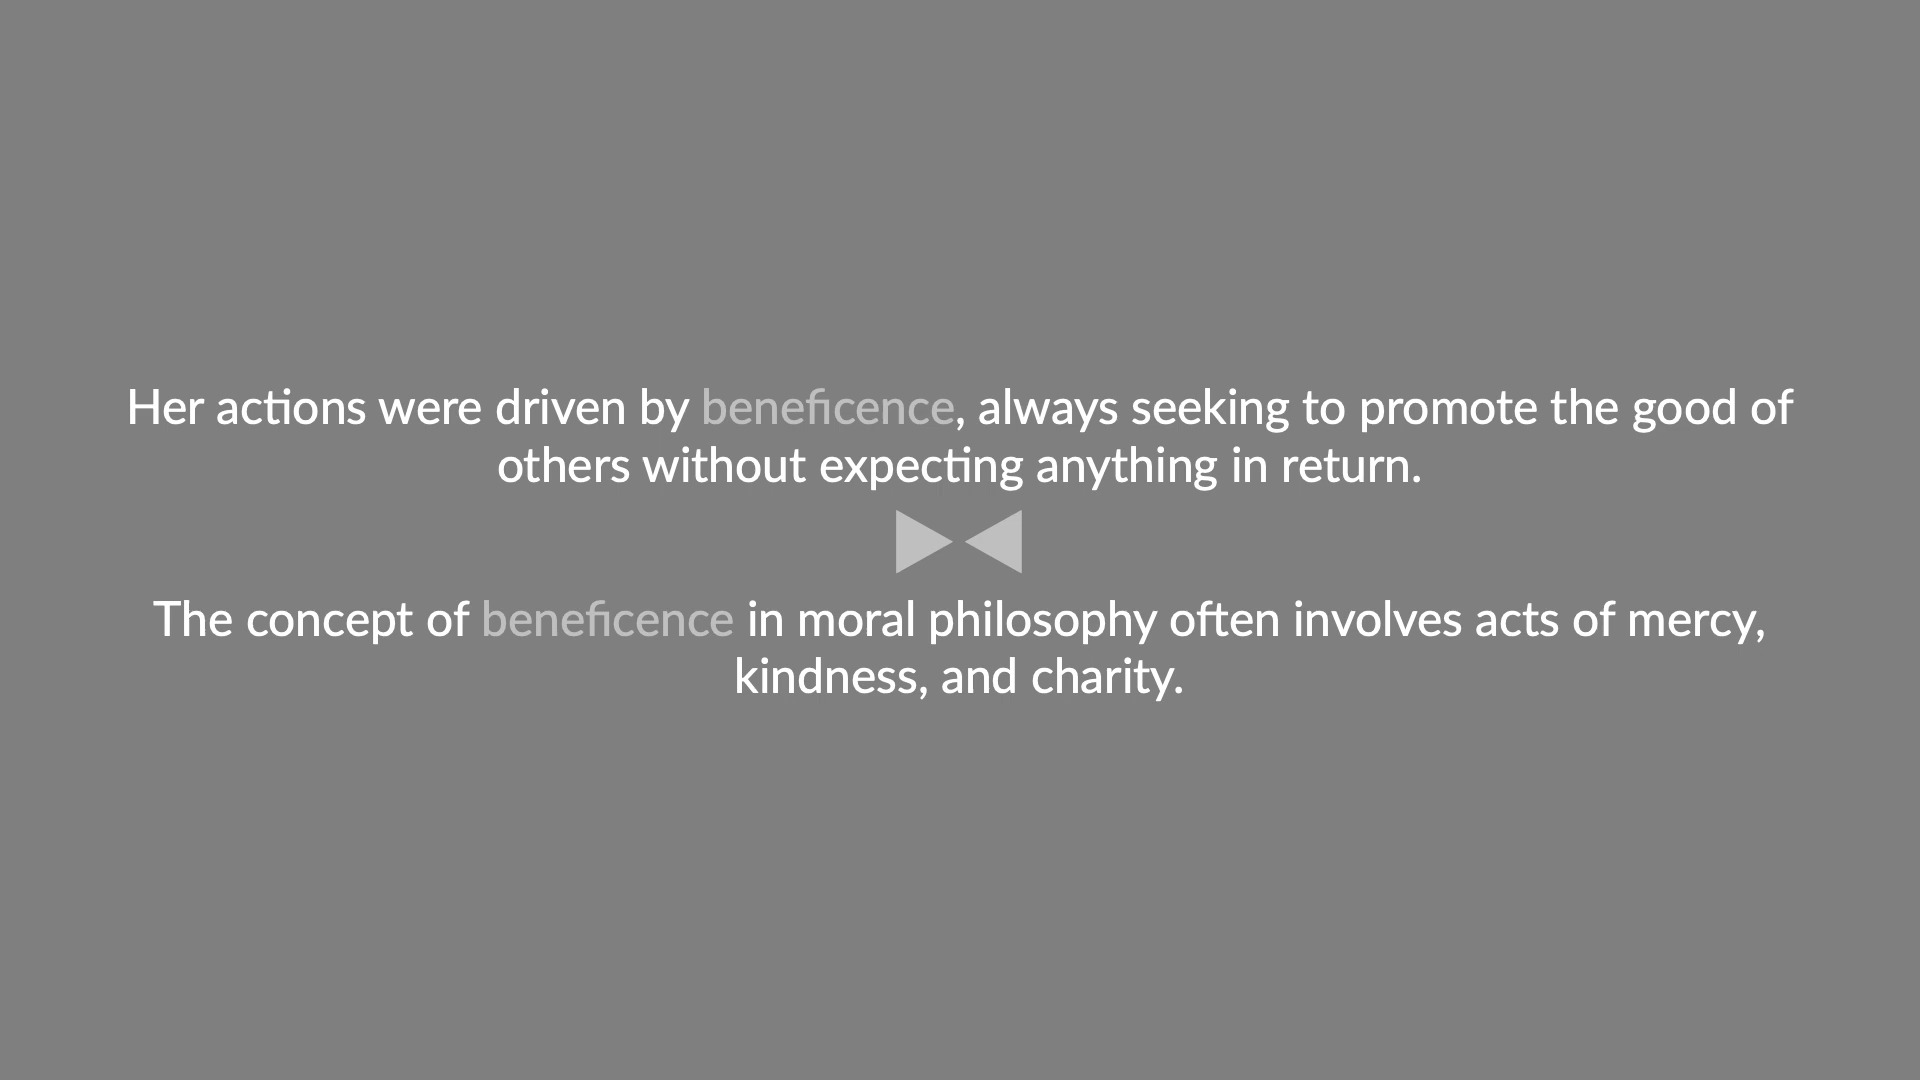 Her actions were driven by beneficence, always seeking to promote the good of
others without expecting anything in return.
The concept of beneficence in moral philosophy often involves acts of mercy,
kindness, and charity.